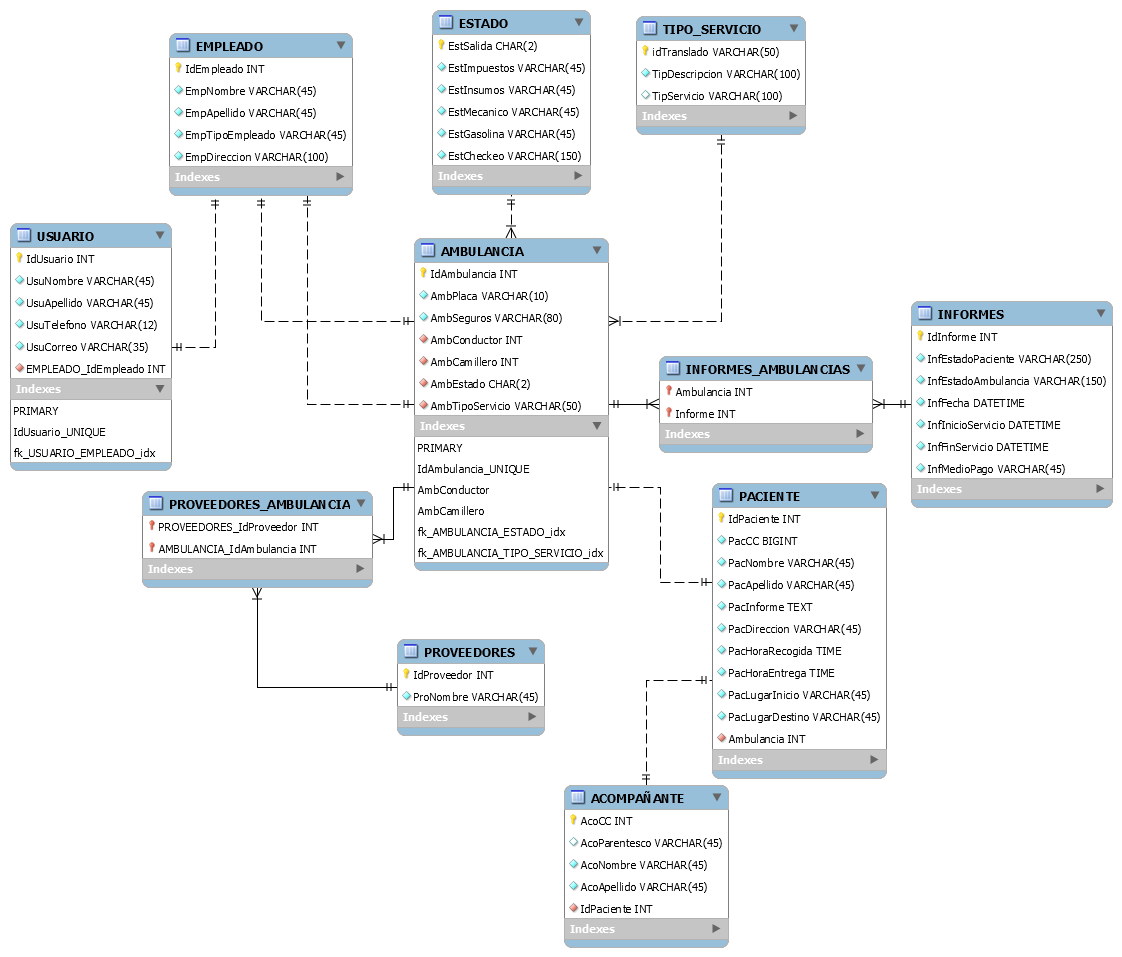 EMPLEADO
IdEmpleado INT
EmpNombre VARCHAR(45)
EmpApellido VARCHAR(45)
EmpTipoEmpleado VARCHAR(45)
EmpDireccion VARCHAR(100)
Indexes
ESTADO
EstSalida CHAR(2)
EstImpuestos VARCHAR(45)
EstInsumos VARCHAR(45)
EstMecanico VARCHAR(45)
EstGasolina VARCHAR(45)
EstCheckeo VARCHAR(150)
Indexes
TIPO_SERVICIO
idTranslado VARCHAR(50)
TipDescripcion VARCHAR(100)
TipServicio VARCHAR(100)
Indexes
USUARIO
IdUsuario INT
UsuNombre VARCHAR(45)
UsuApellido VARCHAR(45)
UsuTelefono VARCHAR(12)
UsuCorreo VARCHAR(35)
EMPLEADO_IdEmpleado INT
Indexes
PRIMARY
IdUsuario_UNIQUE
fk_USUARIO_EMPLEADO_idx
AMBULANCIA
IdAmbulancia INT
AmbPlaca VARCHAR(10)
AmbSeguros VARCHAR(80)
AmbConductor INT
AmbCamillero INT
AmbEstado CHAR(2)
AmbTipoServicio VARCHAR(50)
Indexes
PRIMARY
IdAmbulancia_UNIQUE
AmbConductor
AmbCamillero
fk_AMBULANCIA_ESTADO_idx
fk_AMBULANCIA_TIPO_SERVICIO_idx
INFORMES_AMBULANCIAS
Ambulancia INT
Informe INT
Indexes
INFORMES
IdInforme INT
InfEstadoPaciente VARCHAR(250)
InfEstadoAmbulancia VARCHAR(150)
InfFecha DATETIME
InfInicioServicio DATETIME
InfFinServicio DATETIME
InfMedioPago VARCHAR(45)
Indexes
PROVEEDORES_AMBULANCIA
PROVEEDORES_IdProveedor INT
AMBULANCIA_IdAmbulancia INT
Indexes
PACIENTE
IdPaciente INT
PacCC BIGINT
PacNombre VARCHAR(45)
PacApellido VARCHAR(45)
PacInforme TEXT
PacDireccion VARCHAR(45)
PacHoraRecogida TIME
PacHoraEntrega TIME
PacLugarInicio VARCHAR(45)
PacLugarDestino VARCHAR(45)
Ambulancia INT
Indexes
PROVEEDORES
IdProveedor INT
ProNombre VARCHAR(45)
Indexes
ACOMPAÑANTE
AcoCC INT
AcoParentesco VARCHAR(45)
AcoNombre VARCHAR(45)
AcoApellido VARCHAR(45)
IdPaciente INT
Indexes